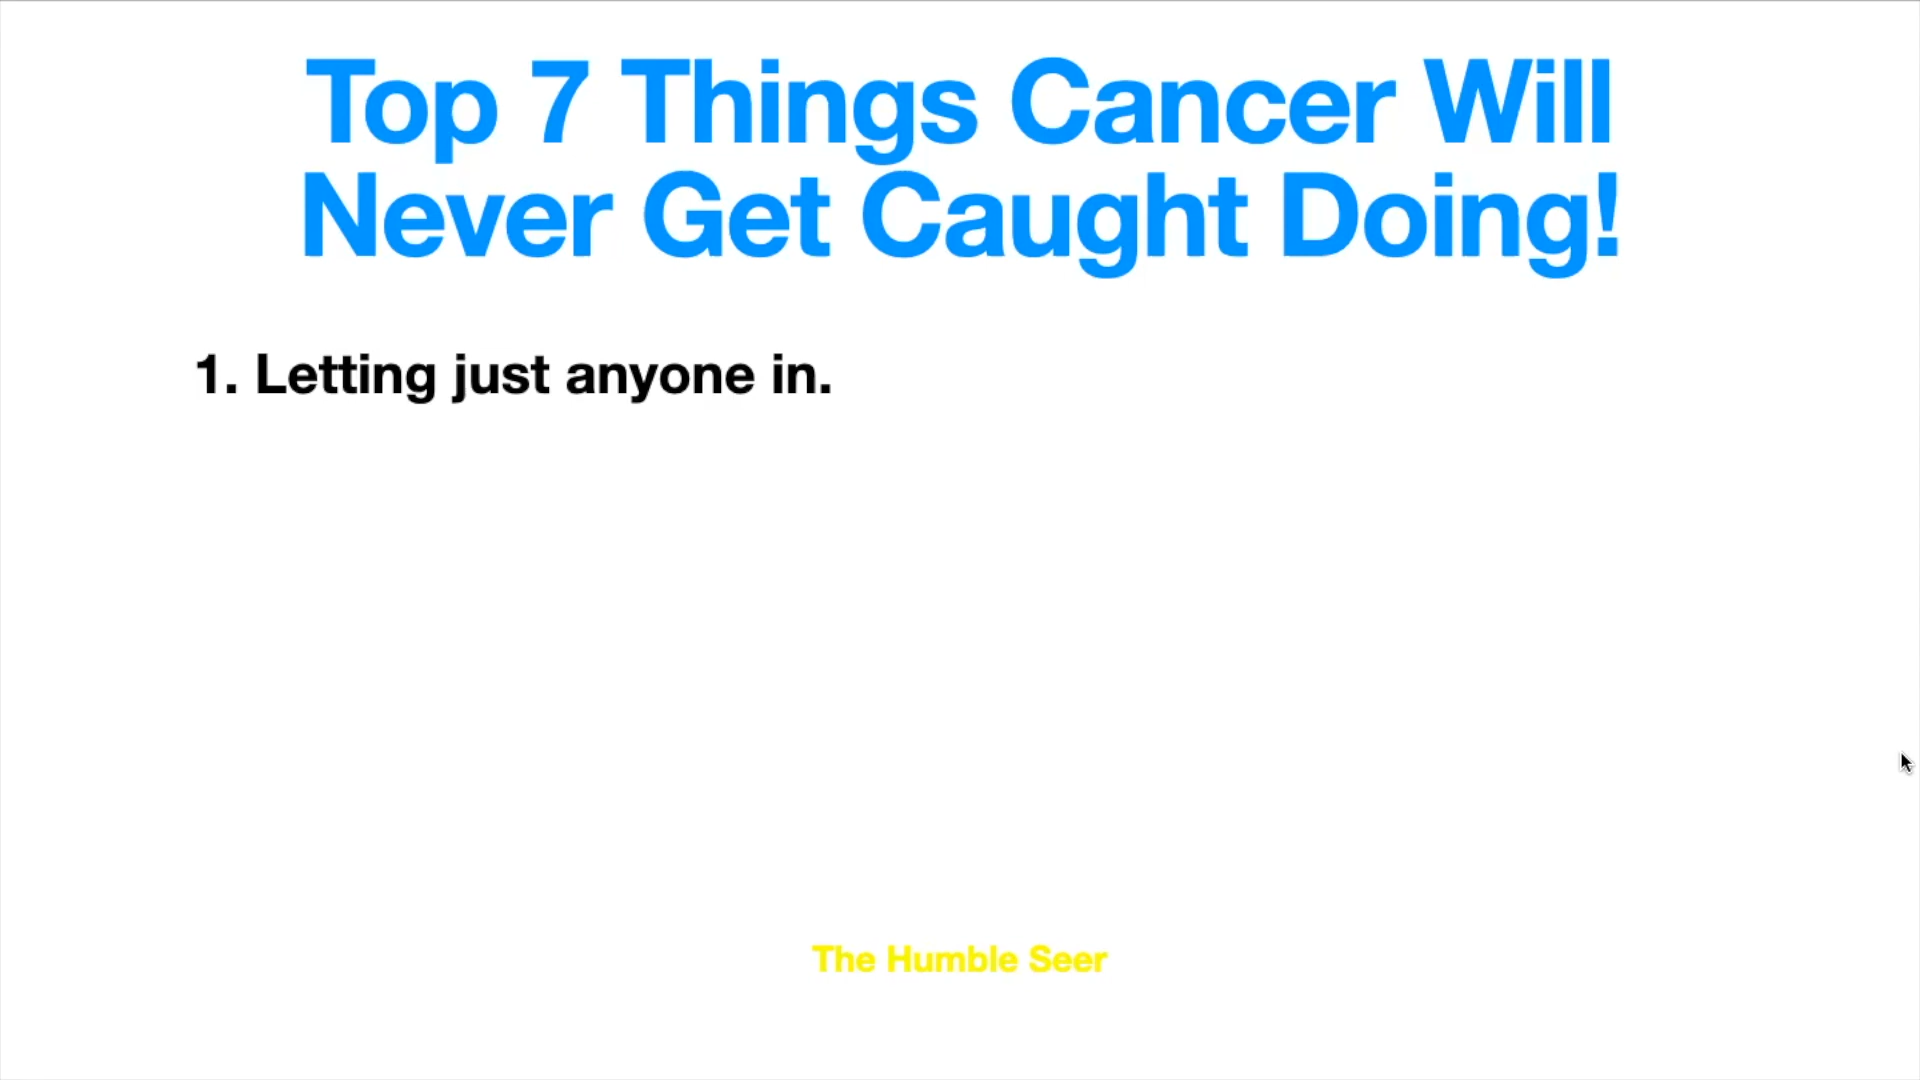 Top 7 Things Cancer Will
Never Get Caught Doing!
1. Letting just anyone in.
The Humble Seer